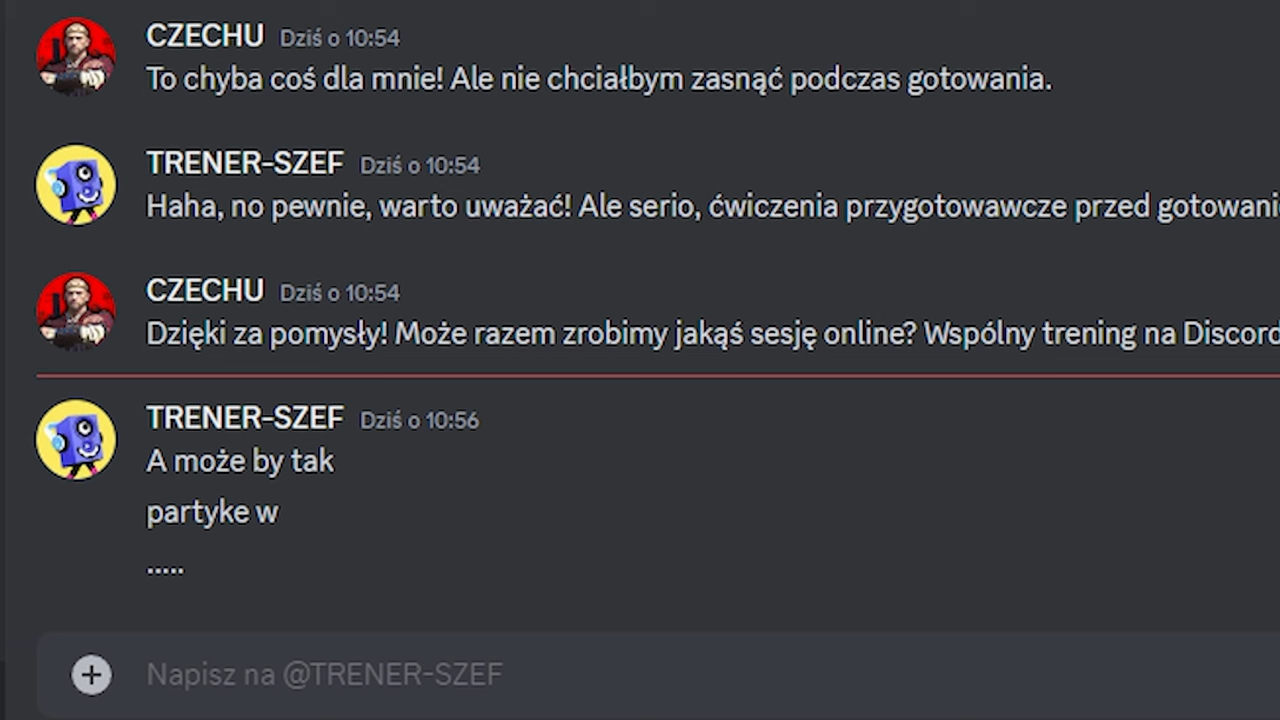 CZECHU Dziś o 10:54
To chyba coś dla mnie! Ale nie chciałbym zasnąć podczas gotowania.
TRENER-SZEF Dziś o 10:54
Haha, no pewnie, warto uważać! Ale serio, ćwiczenia przygotowawcze przed gotowani
CZECHU Dziś o 10:54
Dzięki za pomysły! Może razem zrobimy jakąś sesję online? Wspólny trening na Discord
TRENER-SZEF Dziś o 10:56
A może by tak
partyke w
.....
Napisz na @TRENER-SZEF